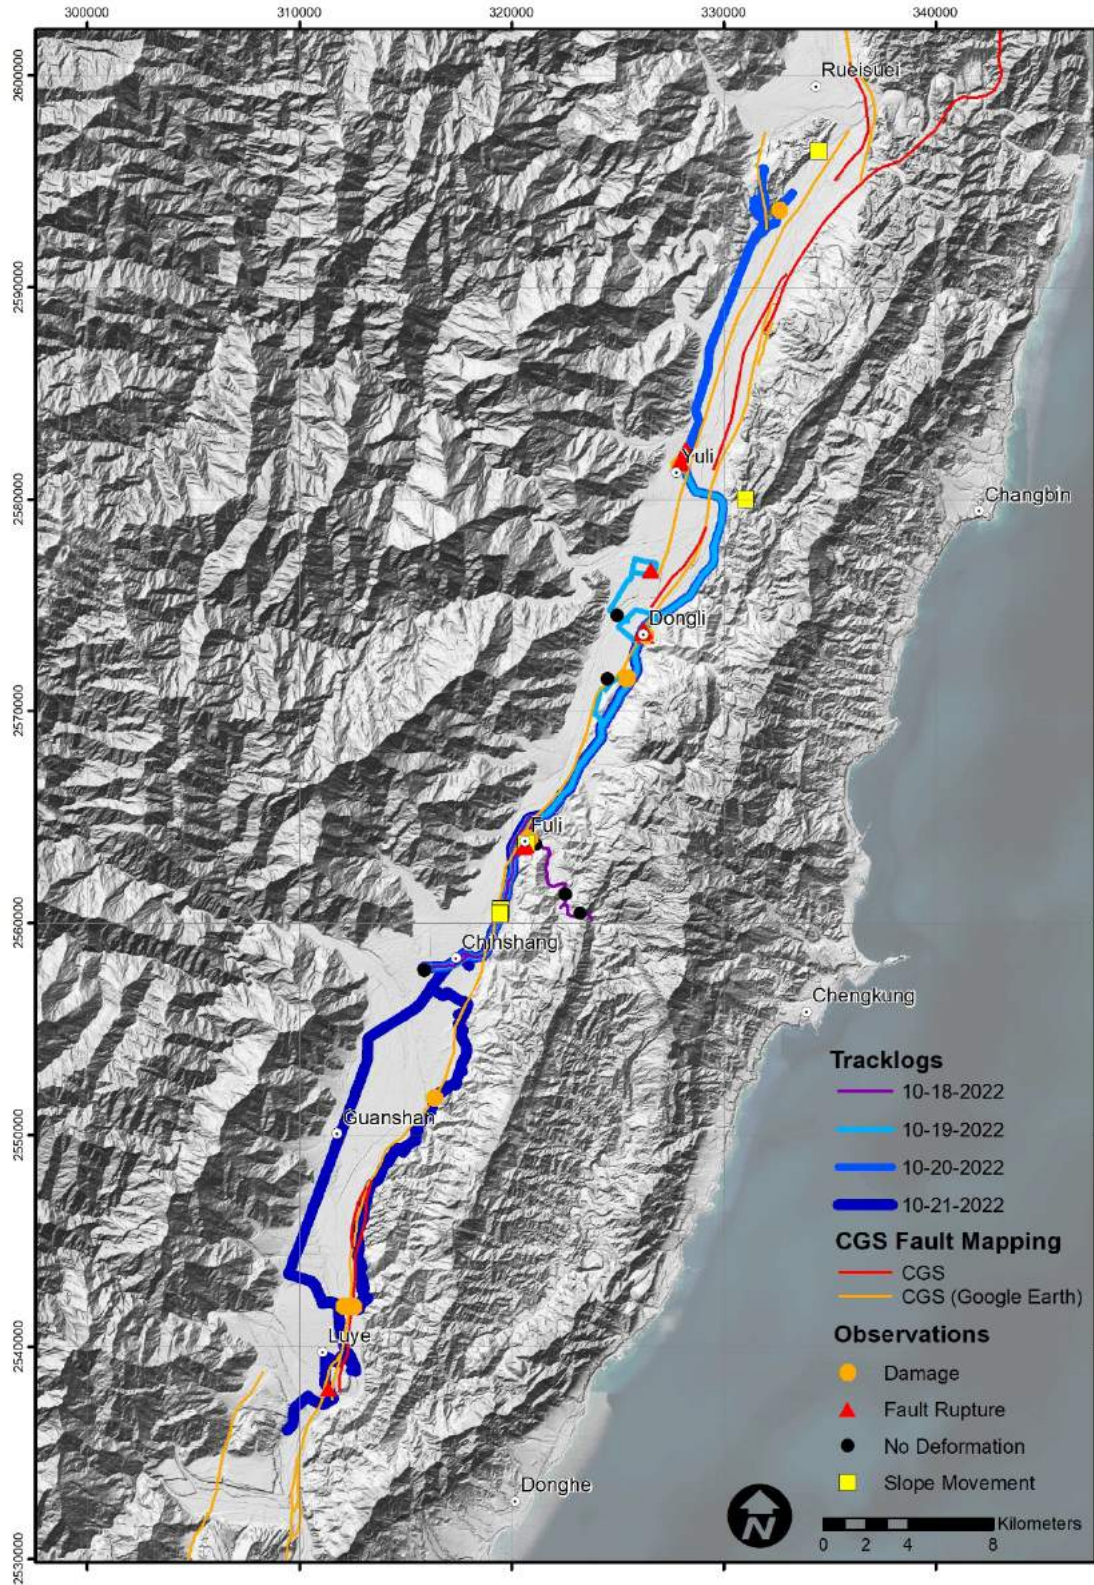 300000 310000 320000 330000 340000
2600000
2590000
2580000
2570000
2560000
2550000
2540000
2530000
Rueisuei
Yuli
Changbin
Dongli
Fuli
Chihshang
Chengkung
Guanshan
Luye
Donghe
Tracklogs
10-18-2022
10-19-2022
10-20-2022
10-21-2022
CGS Fault Mapping
CGS
CGS (Google Earth)
Observations
Damage
Fault Rupture
No Deformation
Slope Movement
N
Kilometers
0 2 4 8